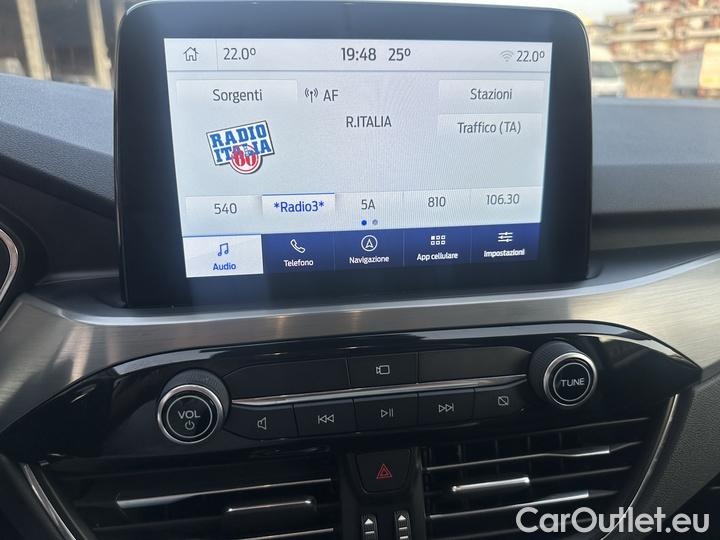 22.0° 19:48 25° 22.0°
Sorgenti AF Stazioni
R.ITALIA
Traffico (TA)
RADIO
ITALIA
60
540 *Radio3* 5A 810 106.30
Audio Telefono Navigazione App cellulare Impostazioni
VOL TUNE
CarOutlet.eu